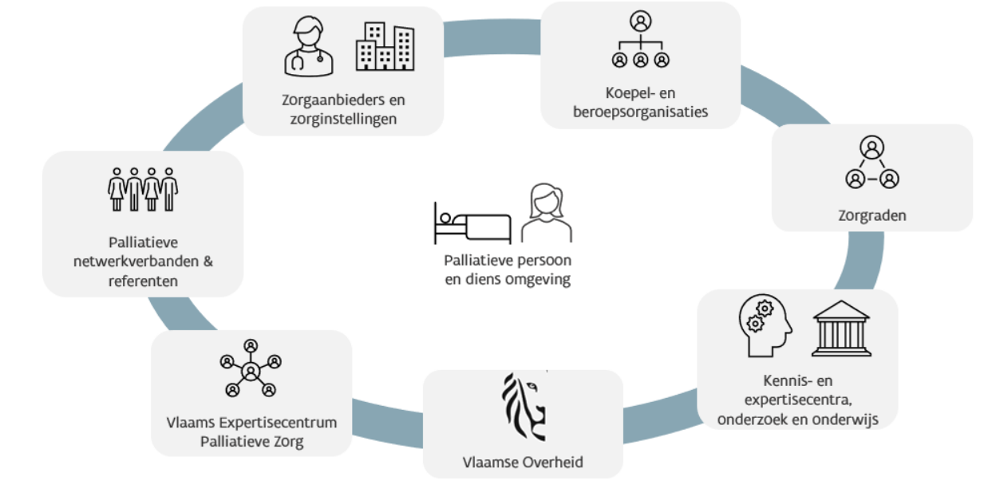 Zorgaanbieders en
zorginstellingen
Koepel- en
beroepsorganisaties
Zorgraden
Palliatieve
netwerkverbanden &
referenten
Palliatieve persoon
en diens omgeving
Kennis- en
expertisecentra,
onderzoek en onderwijs
Vlaams Expertisecentrum
Palliatieve Zorg
Vlaamse Overheid